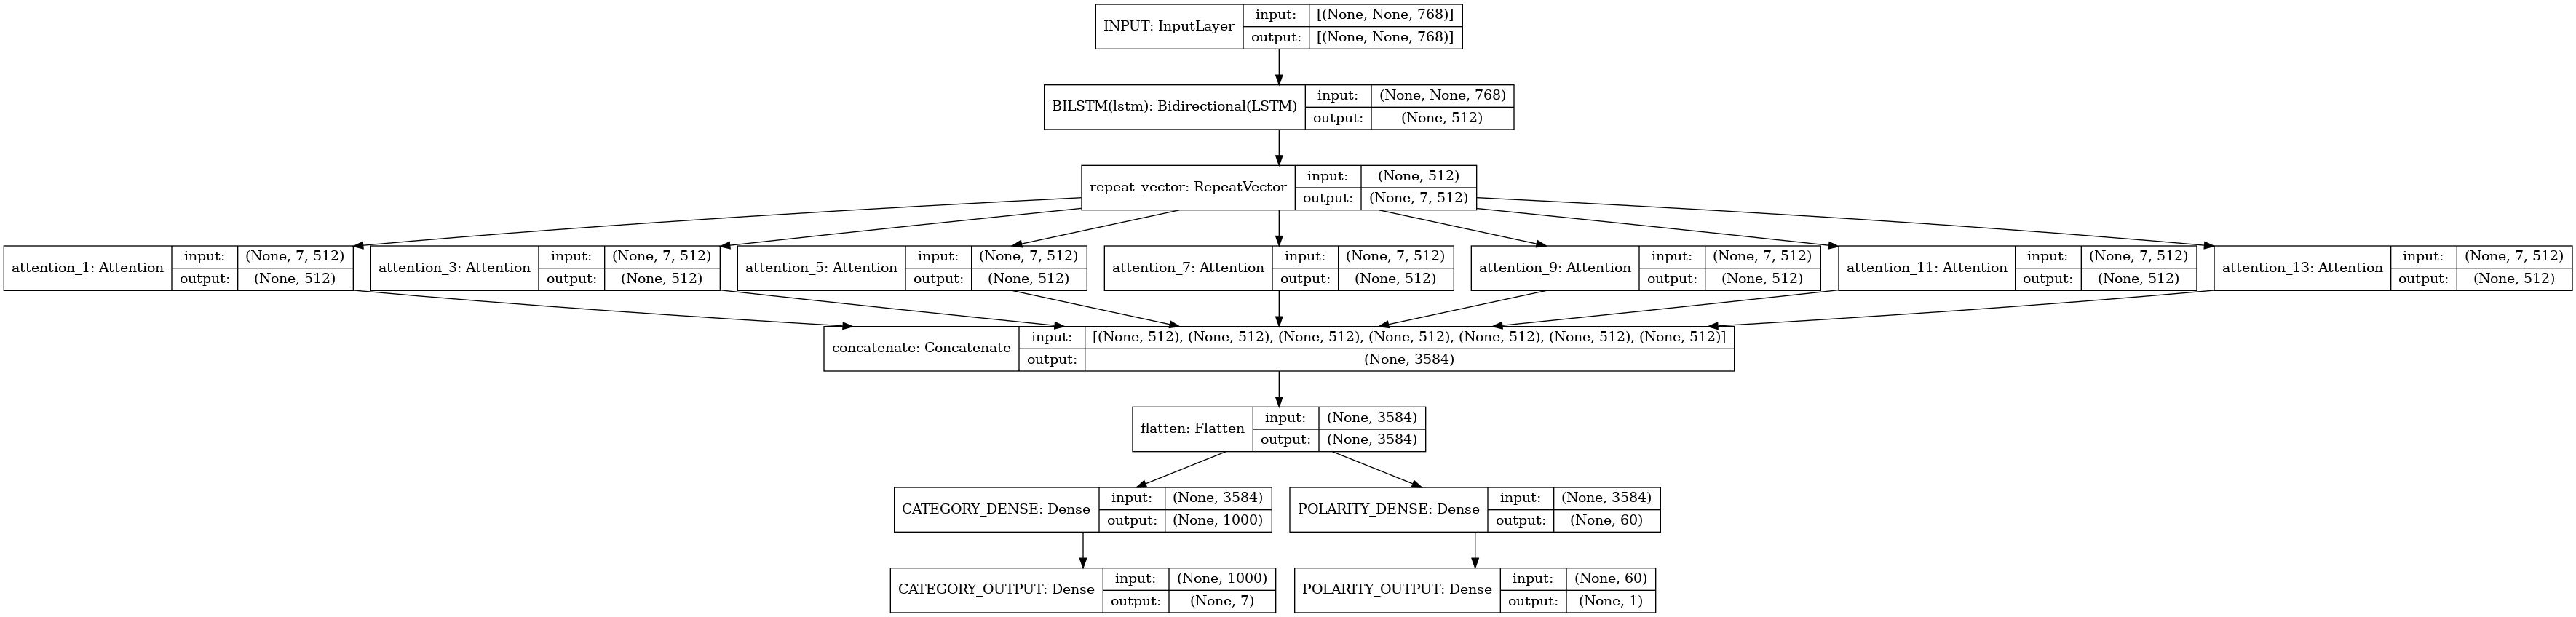 INPUT: InputLayer input: [(None, None, 768)]
output: [(None, None, 768)]
BILSTM(lstm): Bidirectional(LSTM) input: (None, None, 768)
output: (None, 512)
repeat_vector: RepeatVector input: (None, 512)
output: (None, 7, 512)
attention_1: Attention input: (None, 7, 512)
output: (None, 512)
attention_3: Attention input: (None, 7, 512)
output: (None, 512)
attention_5: Attention input: (None, 7, 512)
output: (None, 512)
attention_7: Attention input: (None, 7, 512)
output: (None, 512)
attention_9: Attention input: (None, 7, 512)
output: (None, 512)
attention_11: Attention input: (None, 7, 512)
output: (None, 512)
attention_13: Attention input: (None, 7, 512)
output: (None, 512)
concatenate: Concatenate input: [(None, 512), (None, 512), (None, 512), (None, 512), (None, 512), (None, 512), (None, 512)]
output: (None, 3584)
flatten: Flatten input: (None, 3584)
output: (None, 3584)
CATEGORY_DENSE: Dense input: (None, 3584)
output: (None, 1000)
POLARITY_DENSE: Dense input: (None, 3584)
output: (None, 60)
CATEGORY_OUTPUT: Dense input: (None, 1000)
output: (None, 7)
POLARITY_OUTPUT: Dense input: (None, 60)
output: (None, 1)